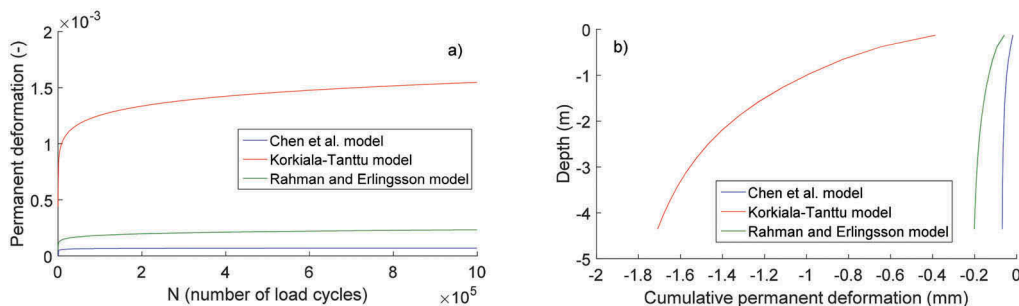 ×10⁻³
2
1.5
1
0.5
0
Permanent deformation (-)
a)
Chen et al. model
Korkiala-Tanttu model
Rahman and Erlingsson model
0 2 4 6 8 10
N (number of load cycles)
×10⁵
0
-1
-2
-3
-4
-5
Depth (m)
b)
Chen et al. model
Korkiala-Tanttu model
Rahman and Erlingsson model
-2 -1.8 -1.6 -1.4 -1.2 -1 -0.8 -0.6 -0.4 -0.2 0
Cumulative permanent deformation (mm)